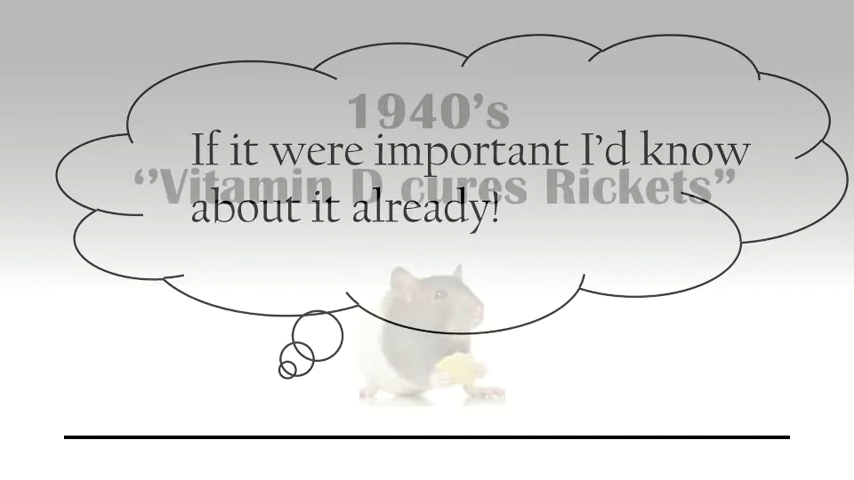 1940’s
‘’Vitamin D cures Rickets”
If it were important I’d know
about it already!